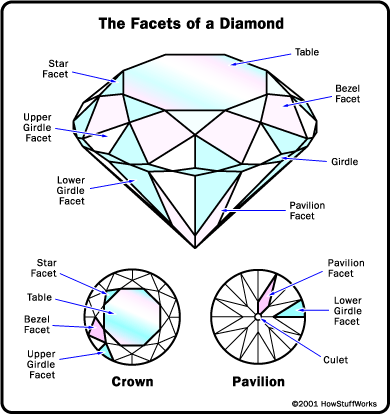 The Facets of a Diamond
Star
Facet
Table
Bezel
Facet
Upper
Girdle
Facet
Girdle
Lower
Girdle
Facet
Pavilion
Facet
Star
Facet
Table
Bezel
Facet
Upper
Girdle
Facet
Crown
Pavilion
Facet
Lower
Girdle
Facet
Culet
Pavilion
©2001 HowStuffWorks